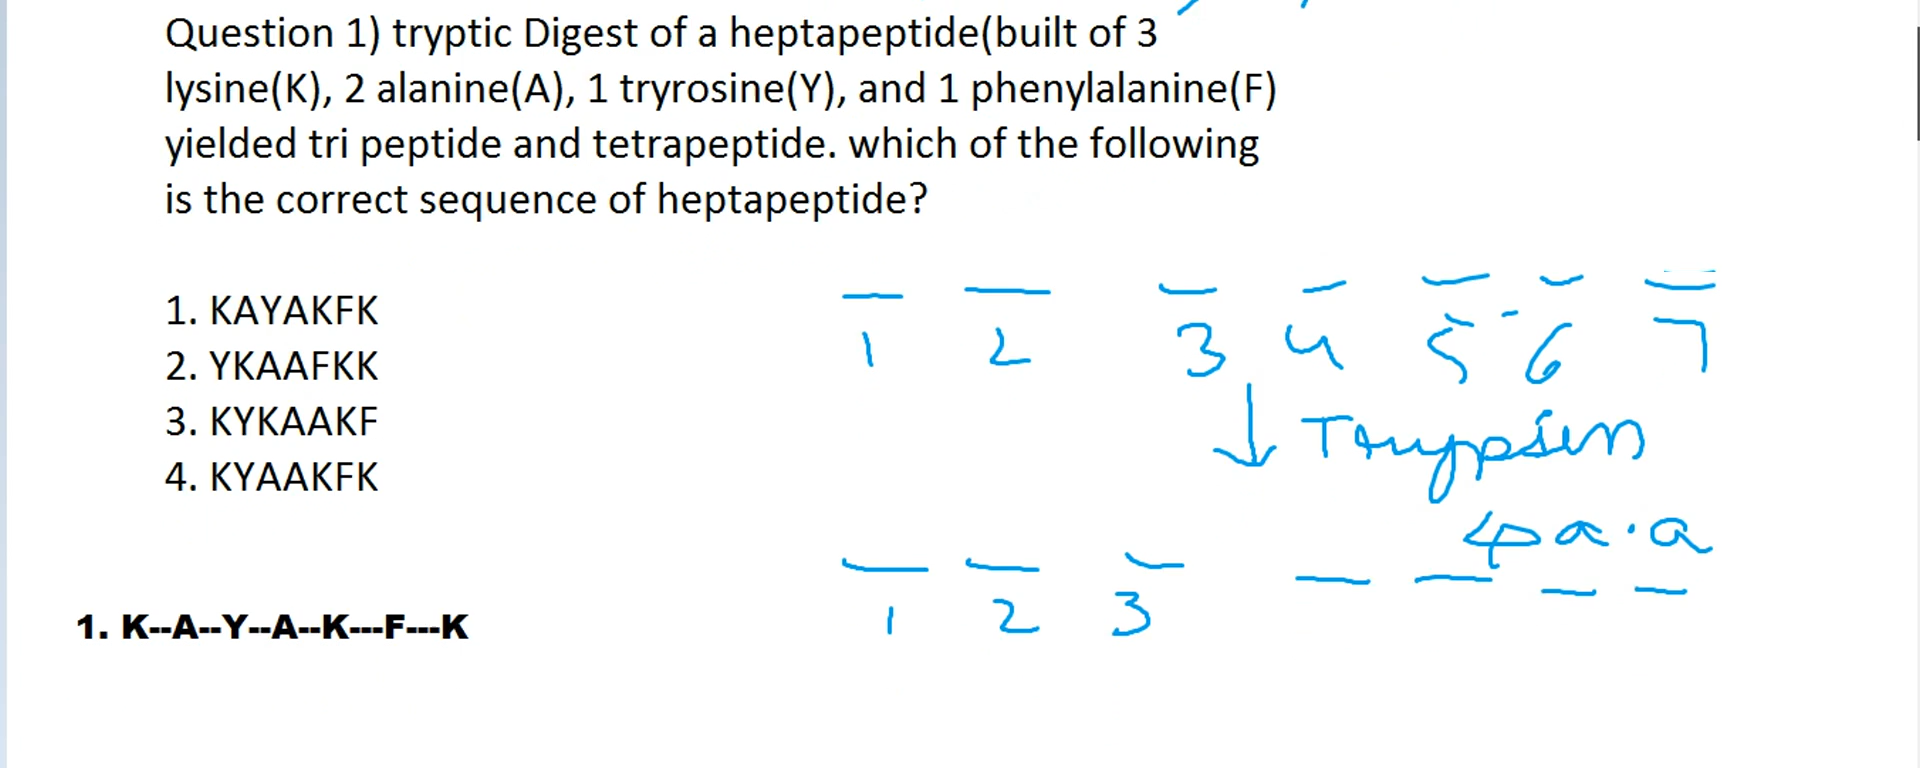 Question 1) tryptic Digest of a heptapeptide(built of 3
lysine(K), 2 alanine(A), 1 tryrosine(Y), and 1 phenylalanine(F)
yielded tri peptide and tetrapeptide. which of the following
is the correct sequence of heptapeptide?
1. KAYAKFK
2. YKAAFKK
3. KYKAAKF
4. KYAAKFK
1 2 3 4 5 6 7
Trypsin
4 a.a
1 2 3
1. K--A--Y--A--K---F---K